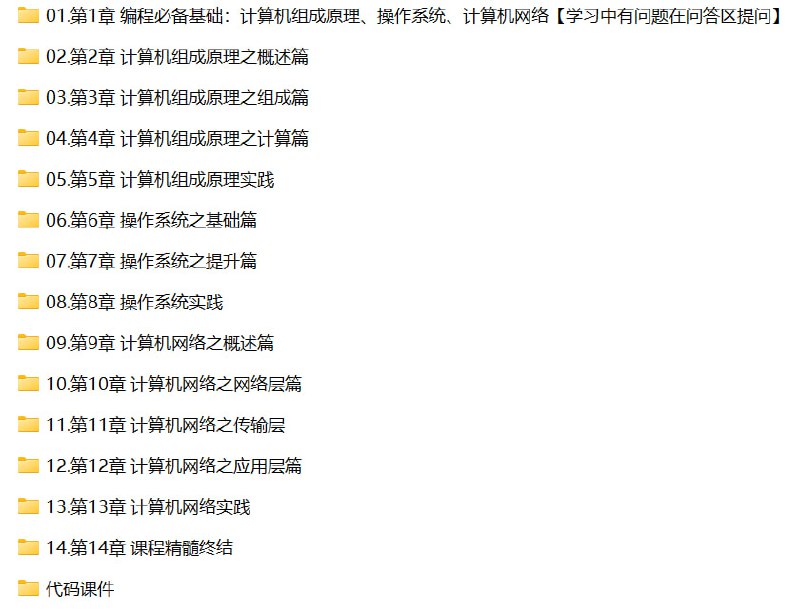 01.第1章 编程必备基础：计算机组成原理、操作系统、计算机网络【学习中有问题在问答区提问】
02.第2章 计算机组成原理之概述篇
03.第3章 计算机组成原理之组成篇
04.第4章 计算机组成原理之计算篇
05.第5章 计算机组成原理实践
06.第6章 操作系统之基础篇
07.第7章 操作系统之提升篇
08.第8章 操作系统实践
09.第9章 计算机网络之概述篇
10.第10章 计算机网络之网络层篇
11.第11章 计算机网络之传输层
12.第12章 计算机网络之应用层篇
13.第13章 计算机网络实践
14.第14章 课程精髓终结
代码课件